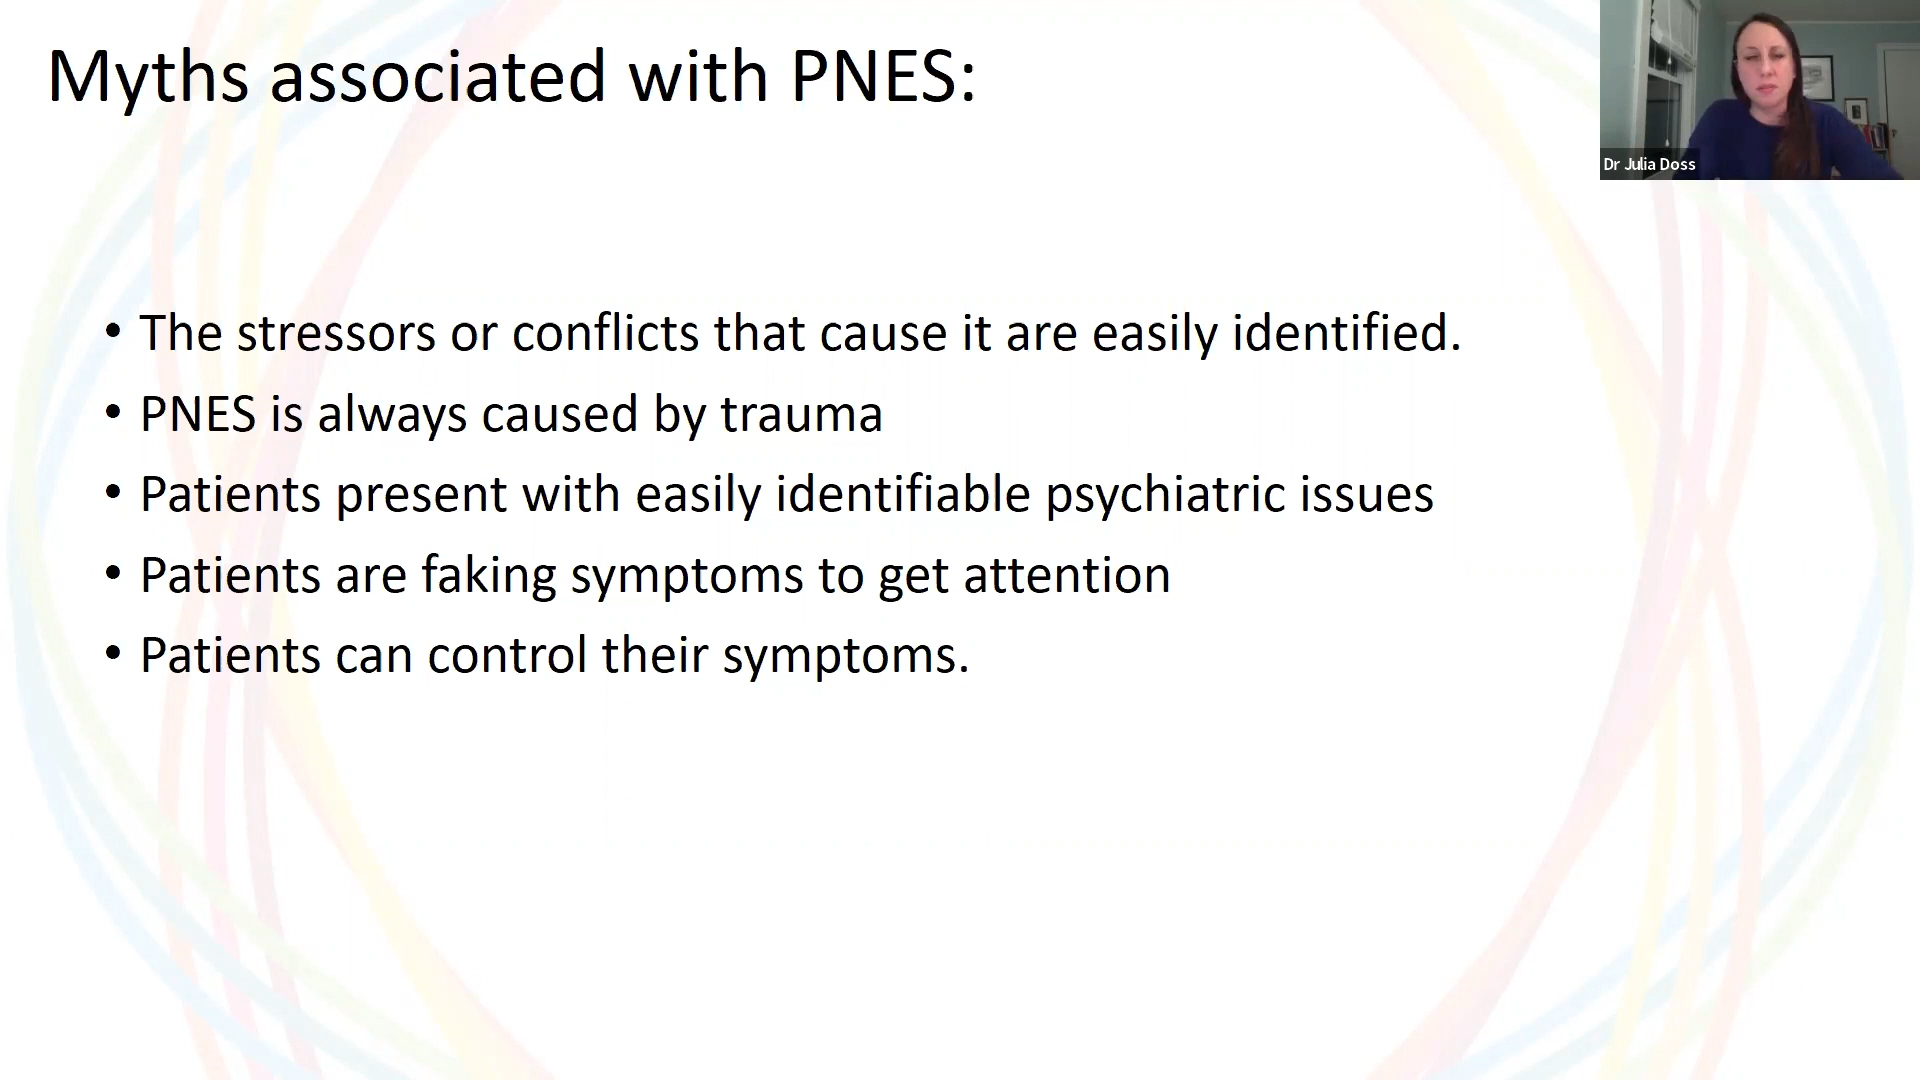 Myths associated with PNES:
Dr Julia Doss
• The stressors or conflicts that cause it are easily identified.
• PNES is always caused by trauma
• Patients present with easily identifiable psychiatric issues
• Patients are faking symptoms to get attention
• Patients can control their symptoms.